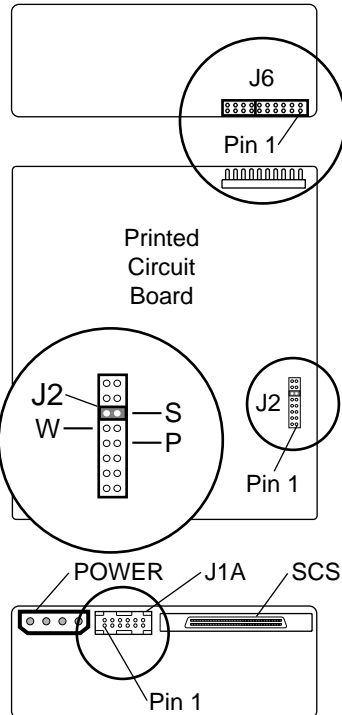 J6
Pin 1
Printed
Circuit
Board
J2
S
W
P
J2
Pin 1
POWER
J1A
SCS
Pin 1